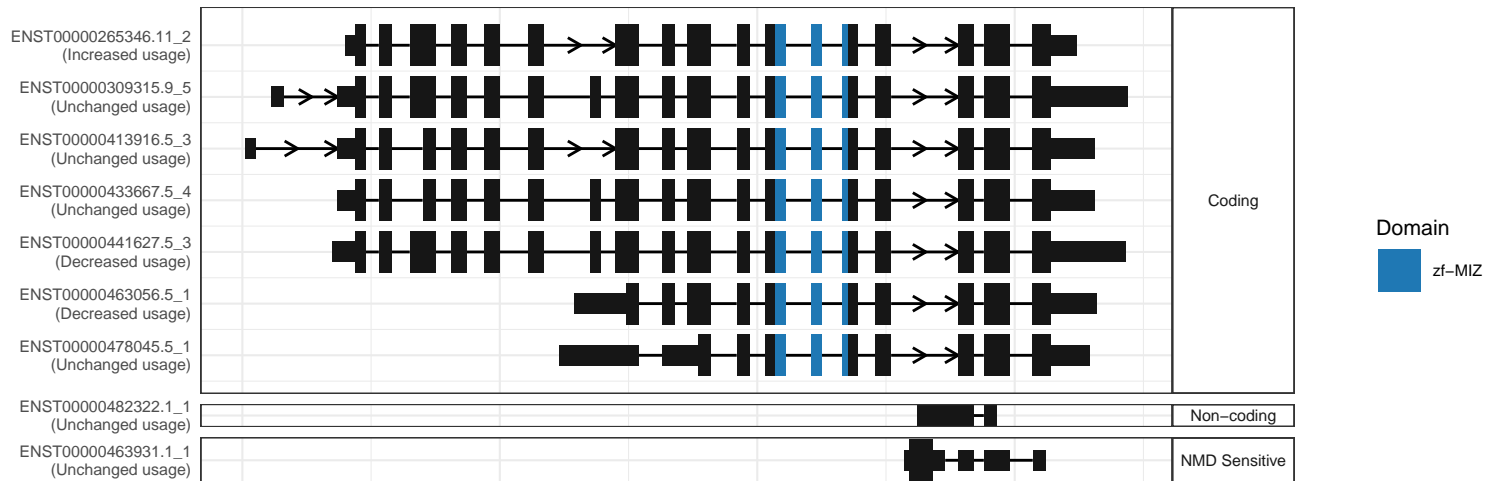 ENST00000265346.11_2
(Increased usage)
ENST00000309315.9_5
(Unchanged usage)
ENST00000413916.5_3
(Unchanged usage)
ENST00000433667.5_4
(Unchanged usage)
ENST00000441627.5_3
(Decreased usage)
ENST00000463056.5_1
(Decreased usage)
ENST00000478045.5_1
(Unchanged usage)
Coding
ENST00000482322.1_1
(Unchanged usage)
Non−coding
ENST00000463931.1_1
(Unchanged usage)
NMD Sensitive
Domain
zf−MIZ